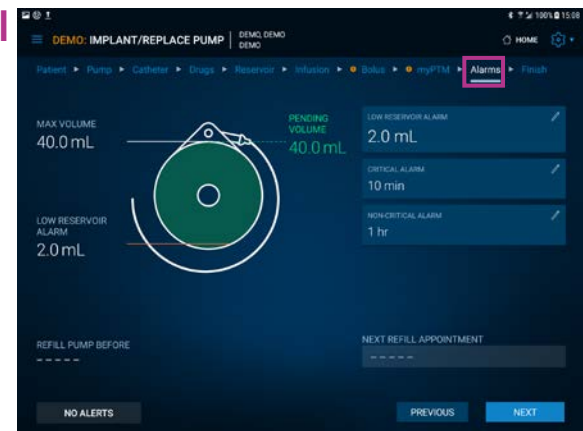 100% 15:08
DEMO: IMPLANT/REPLACE PUMP
DEMO, DEMO
DEMO
HOME
Patient ▸ Pump ▸ Catheter ▸ Drugs ▸ Reservoir ▸ Infusion ▸ Bolus ▸ myPTM ▸ Alarms ▸ Finish
MAX VOLUME
40.0 mL
PENDING
VOLUME
40.0 mL
LOW RESERVOIR
ALARM
2.0 mL
LOW RESERVOIR ALARM
2.0 mL
CRITICAL ALARM
10 min
NON-CRITICAL ALARM
1 hr
REFILL PUMP BEFORE
– – – – –
NEXT REFILL APPOINTMENT
– – – – –
NO ALERTS
PREVIOUS
NEXT